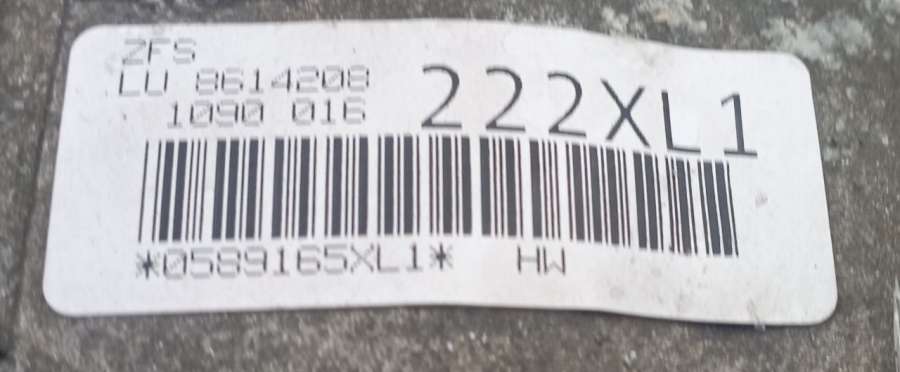 ZFS
LU 8614208
1090 016
222XL1
*0589165XL1* HW